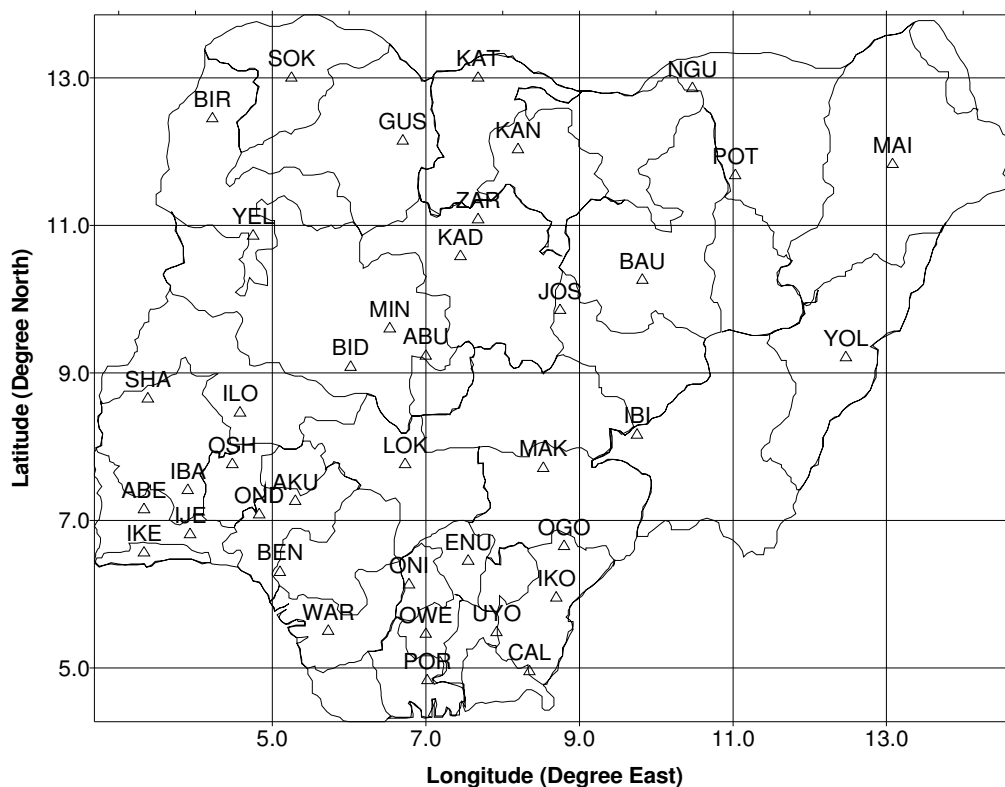 SOK
KAT
NGU
13.0
BIR
GUS
KAN
MAI
POT
ZAR
YEL
11.0
KAD
BAU
JOS
MIN
ABU
BID
YOL
9.0
SHA
ILO
IBI
OSH
LOK
MAK
IBA
AKU
ABE
OND
7.0
IJE
IKE
OGO
BEN
ENU
ONI
IKO
WAR
OWE
UYO
CAL
POR
5.0
5.0 7.0 9.0 11.0 13.0
Longitude (Degree East)
Latitude (Degree North)